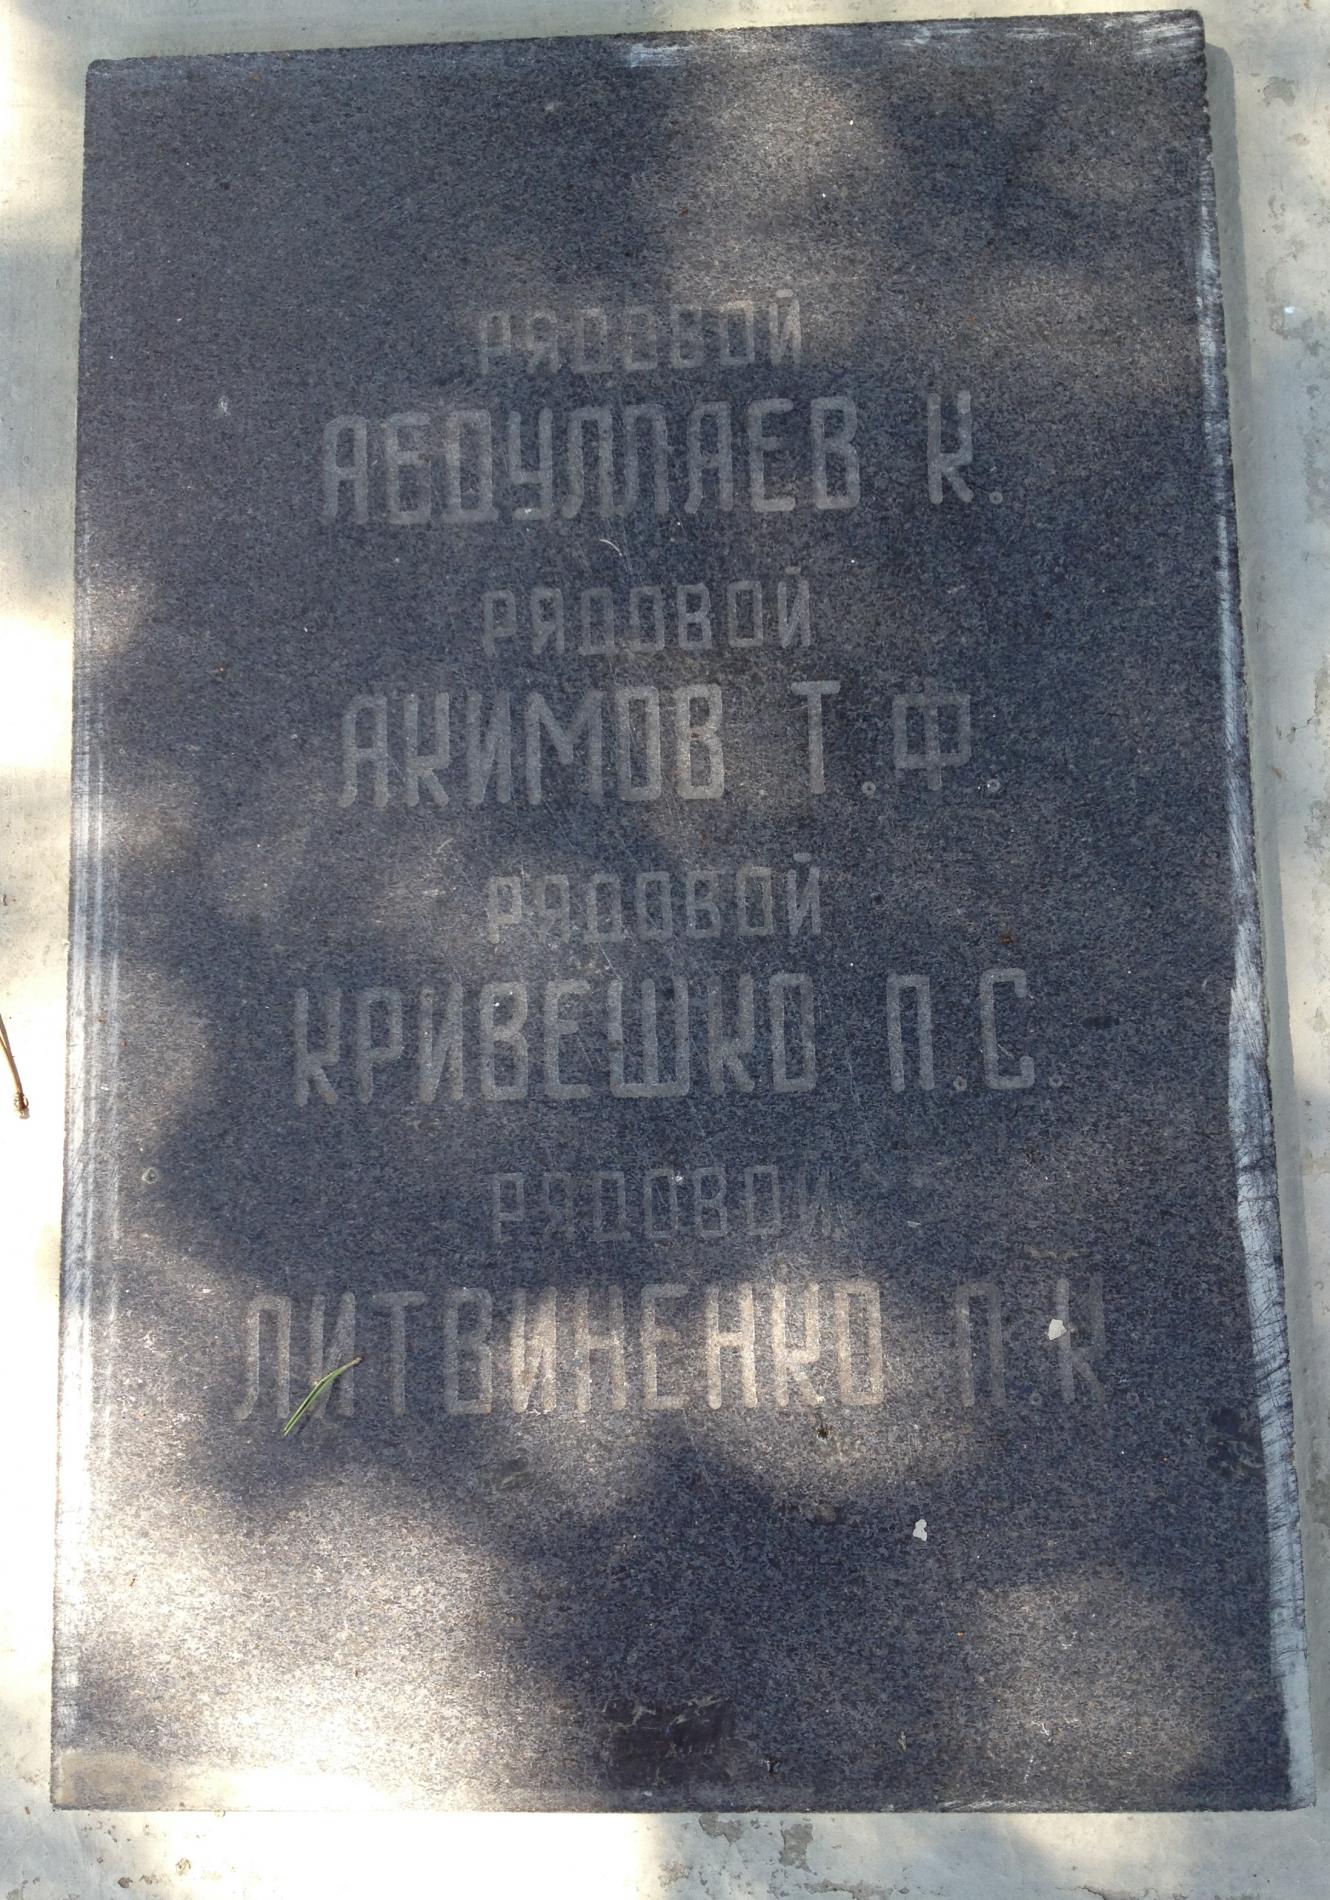 РЯДОВОЙ
АБДУЛЛАЕВ К.
РЯДОВОЙ
АКИМОВ Т.Ф.
РЯДОВОЙ
КРИВЕШКО П.С.
РЯДОВОЙ
ЛИТВИНЕНКО П.К.